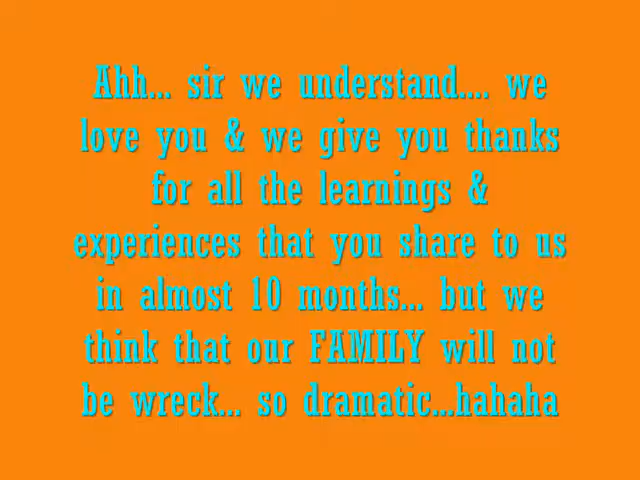 Ahh... sir we understand.... we
love you & we give you thanks
for all the learnings &
experiences that you share to us
in almost 10 months... but we
think that our FAMILY will not
be wreck... so dramatic...hahaha